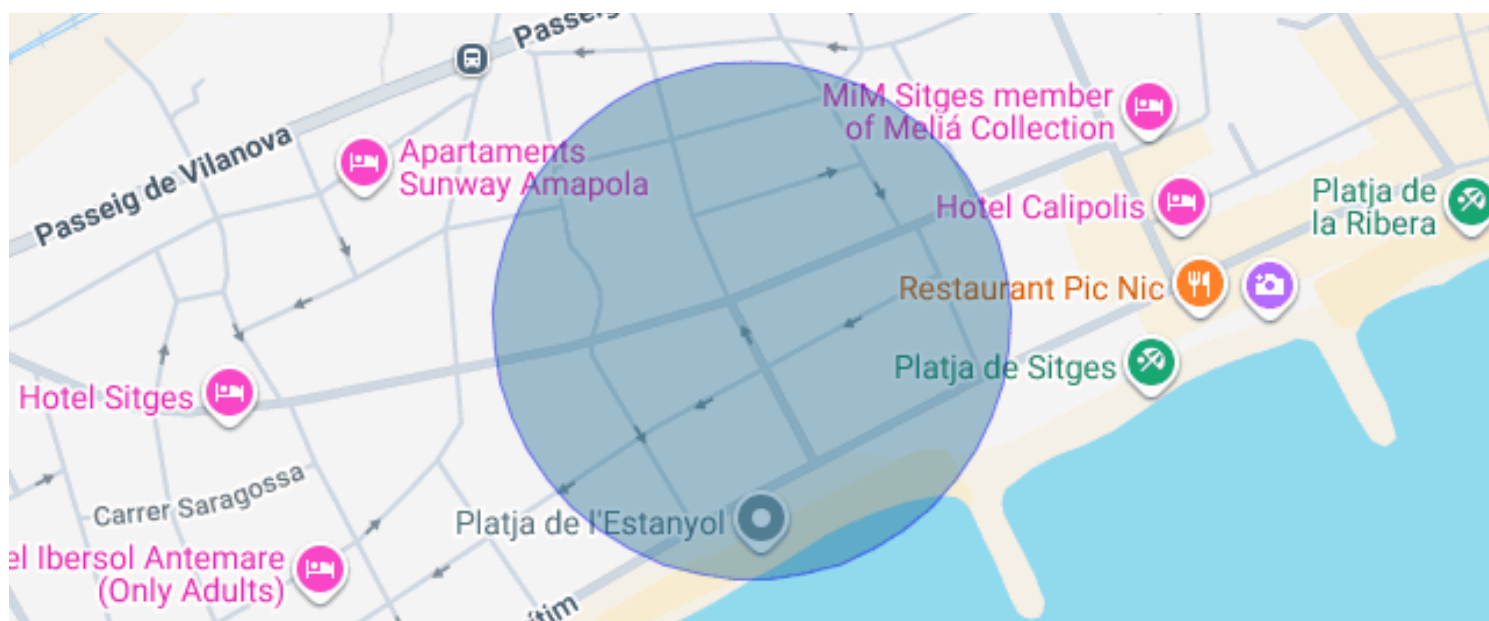 Passeig
MiM Sitges member
of Meliá Collection
Passeig de Vilanova
Apartaments
Sunway Amapola
Platja de
la Ribera
Hotel Calipolis
Restaurant Pic Nic
Platja de Sitges
Hotel Sitges
Carrer Saragossa
Platja de l'Estanyol
el Ibersol Antemare
(Only Adults)
ítim